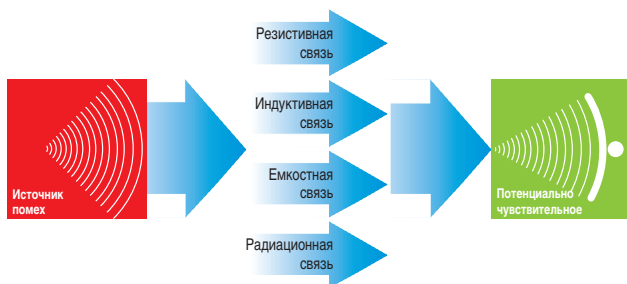 Источник
помех
Резистивная
связь
Индуктивная
связь
Емкостная
связь
Радиационная
связь
Потенциально
чувствительное